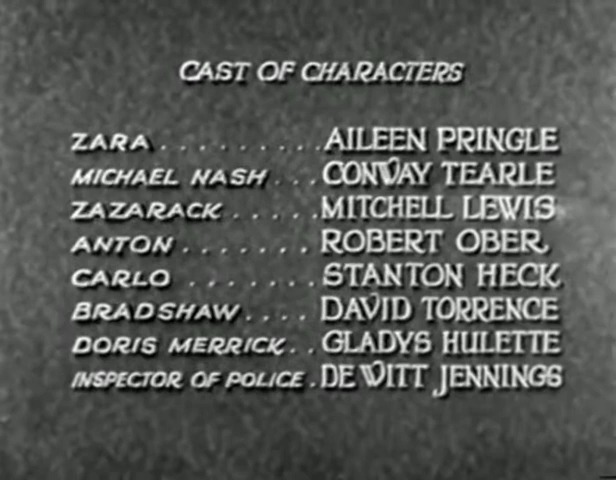 CAST OF CHARACTERS
ZARA . . . . . . . . . AILEEN PRINGLE
MICHAEL NASH . . . CONWAY TEARLE
ZAZARACK . . . . . MITCHELL LEWIS
ANTON . . . . . . . ROBERT OBER
CARLO . . . . . . . STANTON HECK
BRADSHAW . . . . DAVID TORRENCE
DORIS MERRICK . . GLADYS HULETTE
INSPECTOR OF POLICE . DE WITT JENNINGS